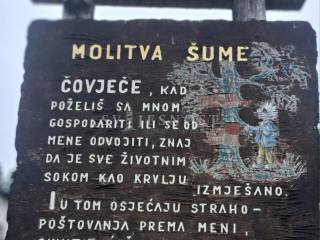 MOLITVA ŠUME
ČOVJEČE, KAD
POŽELIŠ SA MNOM
GOSPODARITI ILI SE OD
MENE ODVOJITI, ZNAJ
DA JE SVE ŽIVOTNIM
SOKOM KAO KRVLJU
IZMJEŠANO.
I U TOM OSJEĆAJU STRAHO-
POŠTOVANJA PREMA MENI,